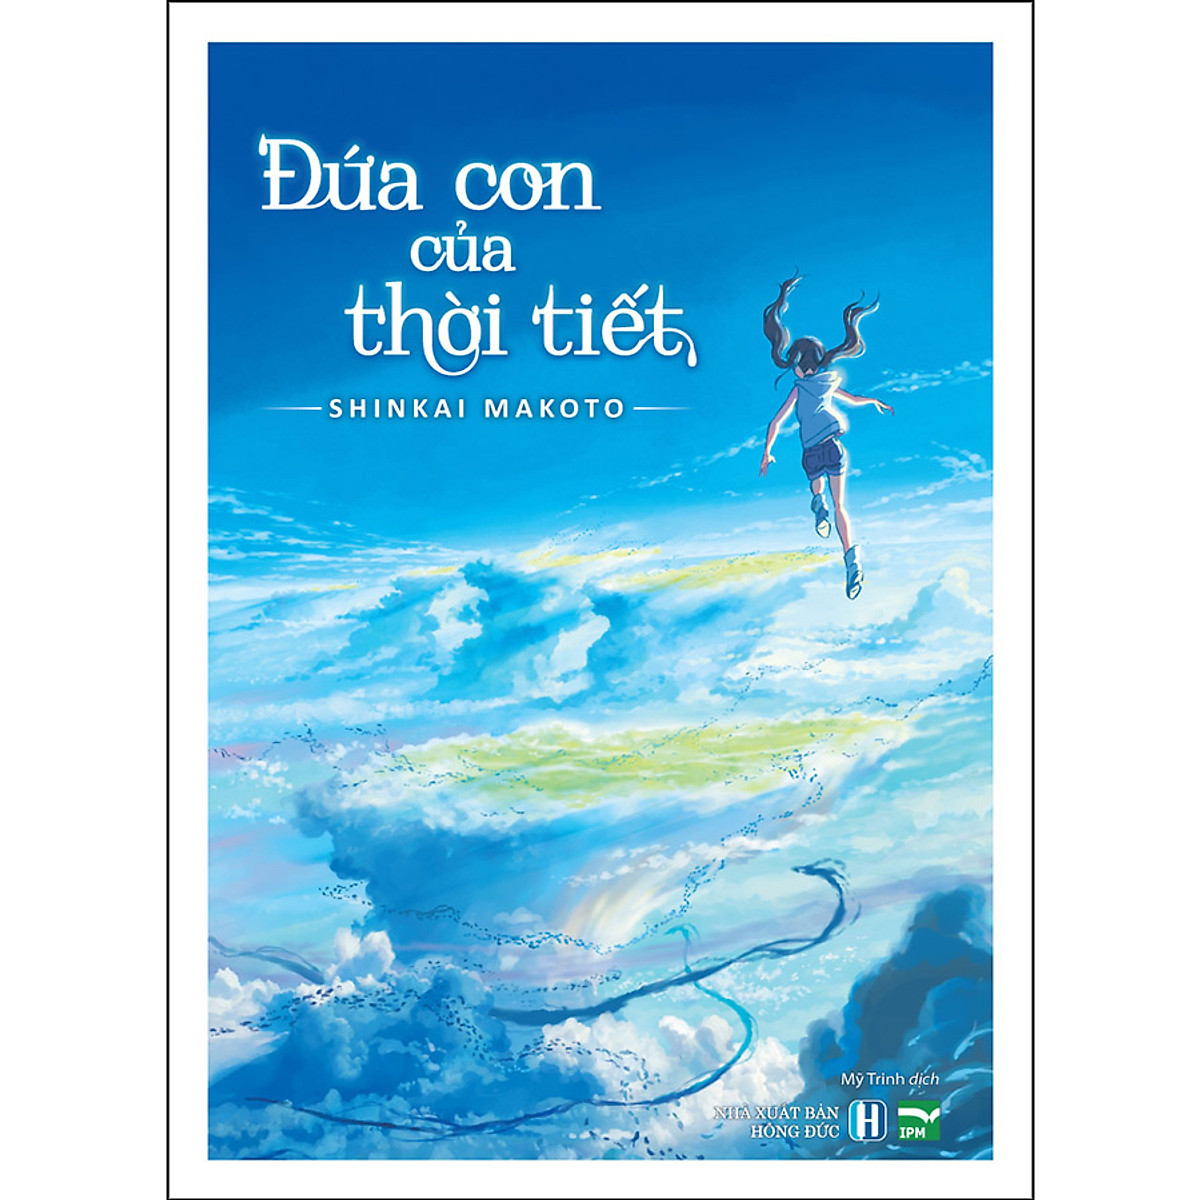 Đứa con
của
thời tiết
SHINKAI MAKOTO
Mỹ Trinh dịch
NHÀ XUẤT BẢN
HỒNG ĐỨC
H
IPM